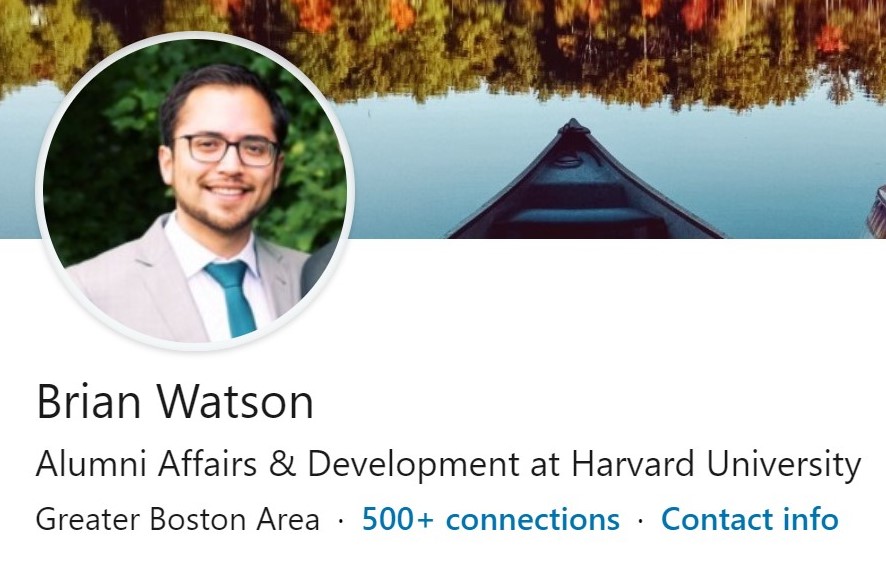 Brian Watson
Alumni Affairs & Development at Harvard University
Greater Boston Area · 500+ connections · Contact info